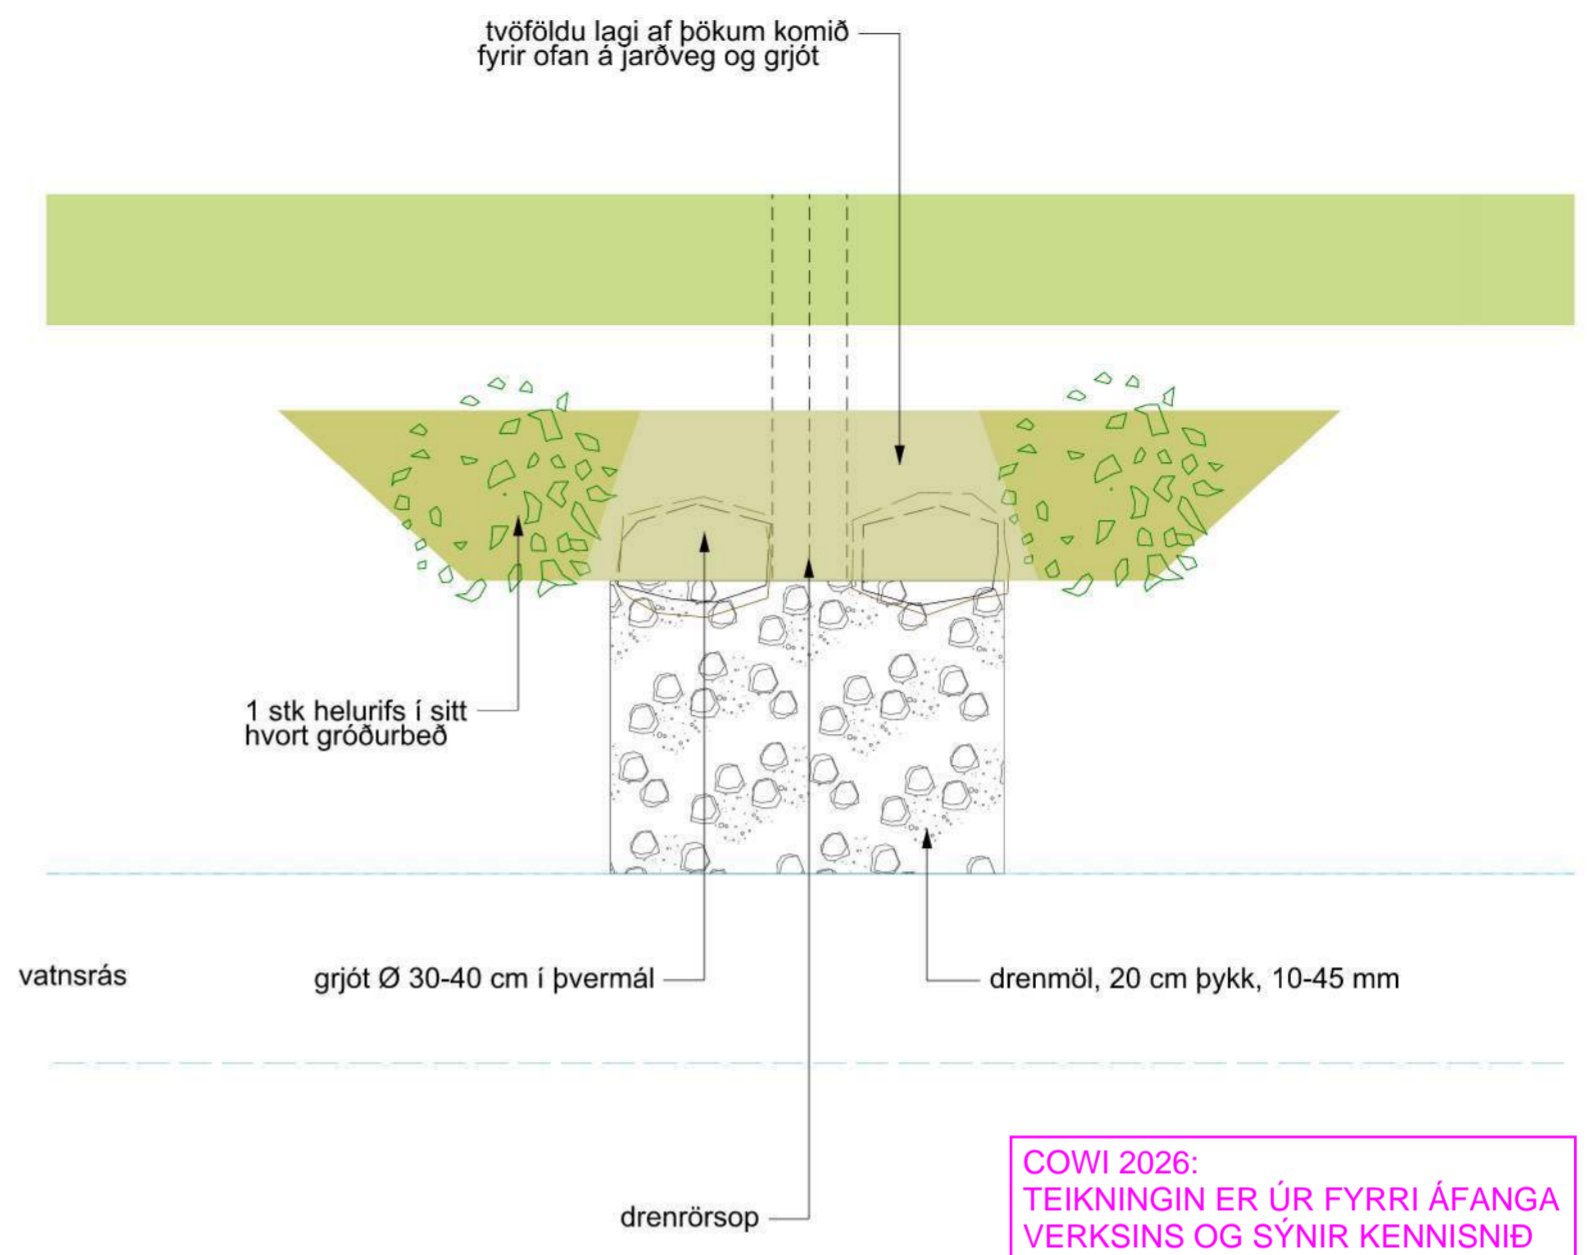 tvöföldu lagi af þökum komið
fyrir ofan á jarðveg og grjót
1 stk helurifs í sitt
hvort gróðurbeð
vatnsrás
grjót Ø 30-40 cm í þvermál
drenmöl, 20 cm þykk, 10-45 mm
drenrörsop
COWI 2026:
TEIKNINGIN ER ÚR FYRRI ÁFANGA
VERKSINS OG SÝNIR KENNISNIÐ